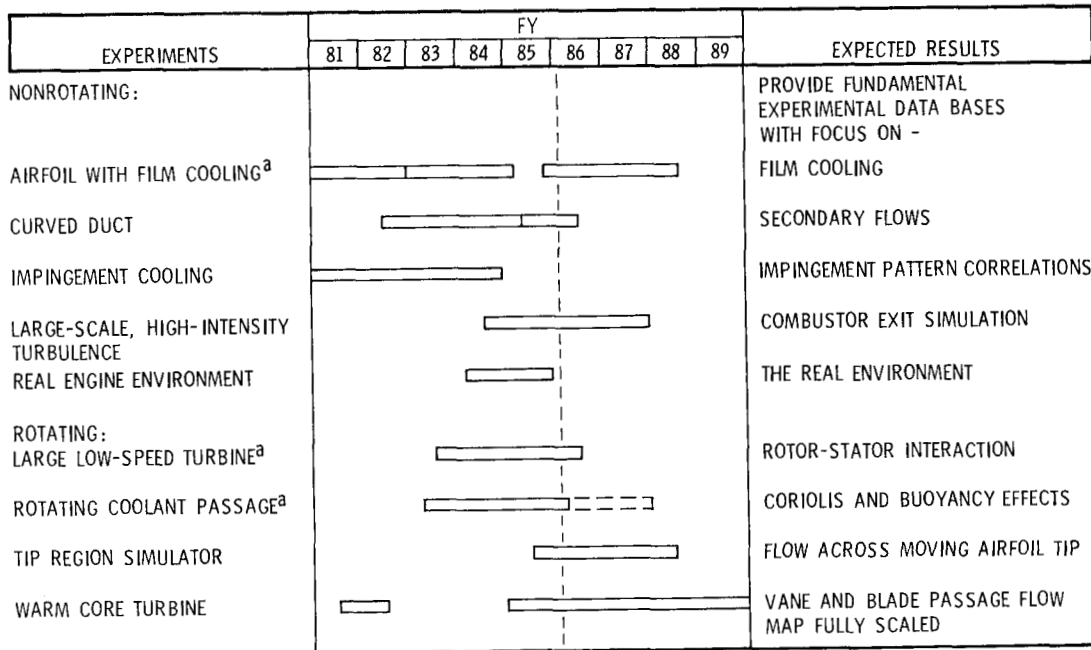 FY
EXPERIMENTS 81 82 83 84 85 86 87 88 89 EXPECTED RESULTS
NONROTATING:
PROVIDE FUNDAMENTAL
EXPERIMENTAL DATA BASES
WITH FOCUS ON -
AIRFOIL WITH FILM COOLINGa FILM COOLING
CURVED DUCT SECONDARY FLOWS
IMPINGEMENT COOLING IMPINGEMENT PATTERN CORRELATIONS
LARGE-SCALE, HIGH-INTENSITY
TURBULENCE
COMBUSTOR EXIT SIMULATION
REAL ENGINE ENVIRONMENT THE REAL ENVIRONMENT
ROTATING:
LARGE LOW-SPEED TURBINEa ROTOR-STATOR INTERACTION
ROTATING COOLANT PASSAGEa CORIOLIS AND BUOYANCY EFFECTS
TIP REGION SIMULATOR FLOW ACROSS MOVING AIRFOIL TIP
WARM CORE TURBINE VANE AND BLADE PASSAGE FLOW
MAP FULLY SCALED